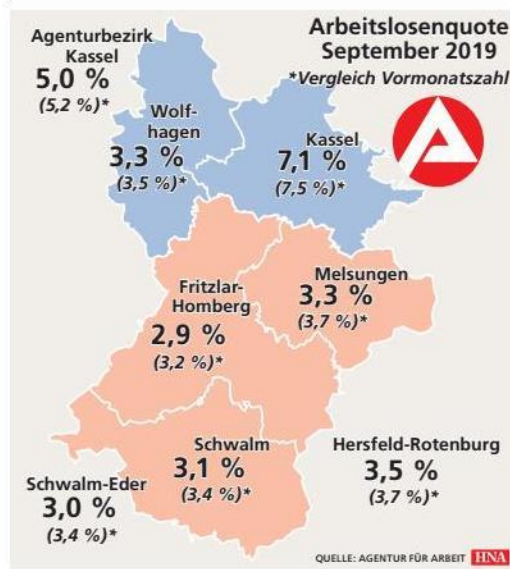 Arbeitslosenquote
September 2019
*Vergleich Vormonatszahl
Agenturbezirk
Kassel
5,0 %
(5,2 %)*
Wolf-
hagen
3,3 %
(3,5 %)*
Kassel
7,1 %
(7,5 %)*
Fritzlar-
Homberg
2,9 %
(3,2 %)*
Melsungen
3,3 %
(3,7 %)*
Schwalm
3,1 %
(3,4 %)*
Hersfeld-Rotenburg
3,5 %
(3,7 %)*
Schwalm-Eder
3,0 %
(3,4 %)*
QUELLE: AGENTUR FÜR ARBEIT HNA